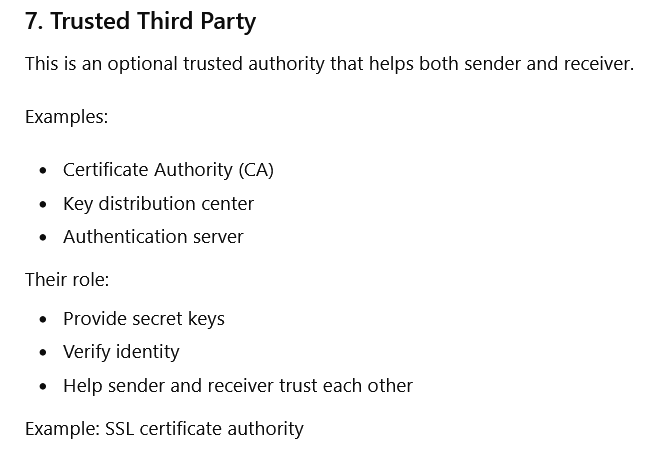 7. Trusted Third Party
This is an optional trusted authority that helps both sender and receiver.
Examples:
• Certificate Authority (CA)
• Key distribution center
• Authentication server
Their role:
• Provide secret keys
• Verify identity
• Help sender and receiver trust each other
Example: SSL certificate authority